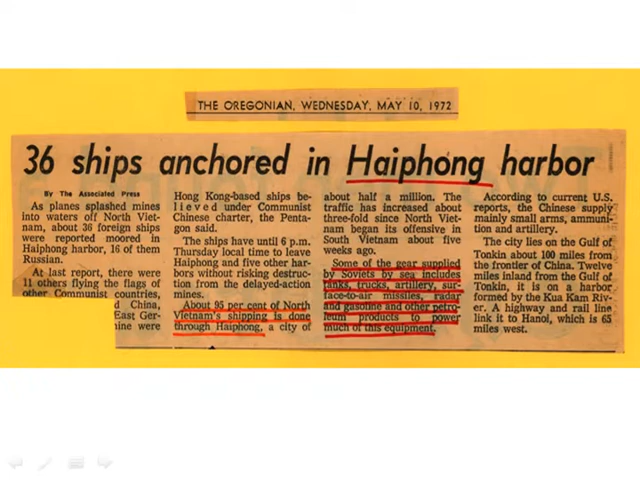 THE OREGONIAN, WEDNESDAY, MAY 10, 1972
36 ships anchored in Haiphong harbor
By The Associated Press
As planes splashed mines
into waters off North Viet-
nam, about 36 foreign ships
were reported moored in
Haiphong harbor, 16 of them
Russian.
At last report, there were
11 others flying the flags of
other Communist countries,
d China,
East Ger-
ine were
Hong Kong-based ships be-
lieved under Communist
Chinese charter, the Penta-
gon said.
The ships have until 6 p.m.
Thursday local time to leave
Haiphong and five other har-
bors without risking destruc-
tion from the delayed-action
mines.
About 95 per cent of North
Vietnam's shipping is done
through Haiphong, a city of
about half a million. The
traffic has increased about
three-fold since North Viet-
nam began its offensive in
South Vietnam about five
weeks ago.
Some of the gear supplied
by Soviets by sea includes
tanks, trucks, artillery, sur-
face-to-air missiles, radar
and gasoline and other petro-
leum products to power
much of this equipment.
According to current U.S.
reports, the Chinese supply
mainly small arms, ammuni-
tion and artillery.
The city lies on the Gulf of
Tonkin about 100 miles from
the frontier of China. Twelve
miles inland from the Gulf of
Tonkin, it is on a harbor
formed by the Kua Kam Riv-
er. A highway and rail line
link it to Hanoi, which is 65
miles west.